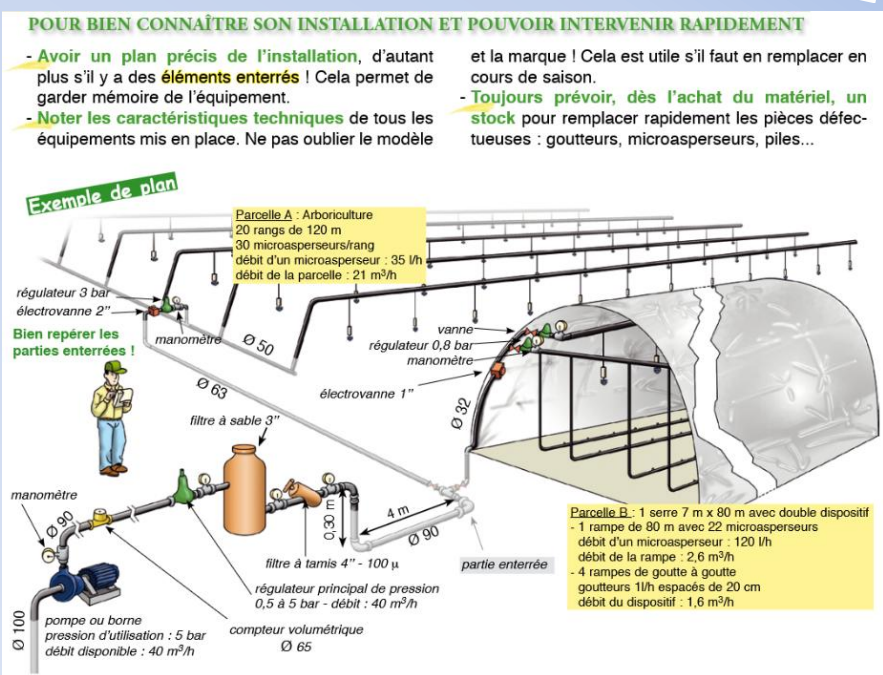 POUR BIEN CONNAÎTRE SON INSTALLATION ET POUVOIR INTERVENIR RAPIDEMENT
- Avoir un plan précis de l'installation, d'autant
plus s'il y a des éléments enterrés ! Cela permet de
garder mémoire de l'équipement.
- Noter les caractéristiques techniques de tous les
équipements mis en place. Ne pas oublier le modèle
et la marque ! Cela est utile s'il faut en remplacer en
cours de saison.
- Toujours prévoir, dès l'achat du matériel, un
stock pour remplacer rapidement les pièces défec-
tueuses : goutteurs, microasperseurs, piles...
Exemple de plan
Parcelle A : Arboriculture
20 rangs de 120 m
30 microasperseurs/rang
débit d'un microasperseur : 35 l/h
débit de la parcelle : 21 m³/h
régulateur 3 bar
électrovanne 2''
manomètre
Ø 50
Bien repérer les
parties enterrées !
Ø 63
vanne
régulateur 0,8 bar
manomètre
électrovanne 1''
Ø 32
filtre à sable 3''
manomètre
Ø 90
0,30 m
4 m
Ø 90
filtre à tamis 4'' - 100 µ
partie enterrée
régulateur principal de pression
0,5 à 5 bar - débit : 40 m³/h
compteur volumétrique
Ø 65
Ø 100
pompe ou borne
pression d'utilisation : 5 bar
débit disponible : 40 m³/h
Parcelle B : 1 serre 7 m x 80 m avec double dispositif
- 1 rampe de 80 m avec 22 microasperseurs
débit d'un microasperseur : 120 l/h
débit de la rampe : 2,6 m³/h
- 4 rampes de goutte à goutte
goutteurs 1l/h espacés de 20 cm
débit du dispositif : 1,6 m³/h